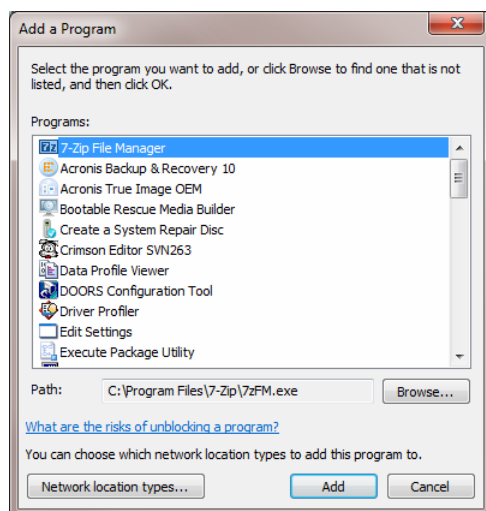 Add a Program
Select the program you want to add, or click Browse to find one that is not
listed, and then click OK.
Programs:
7-Zip File Manager
Acronis Backup & Recovery 10
Acronis True Image OEM
Bootable Rescue Media Builder
Create a System Repair Disc
Crimson Editor SVN263
Data Profile Viewer
DOORS Configuration Tool
Driver Profiler
Edit Settings
Execute Package Utility
Path: C:\Program Files\7-Zip\7zFM.exe Browse...
What are the risks of unblocking a program?
You can choose which network location types to add this program to.
Network location types... Add Cancel